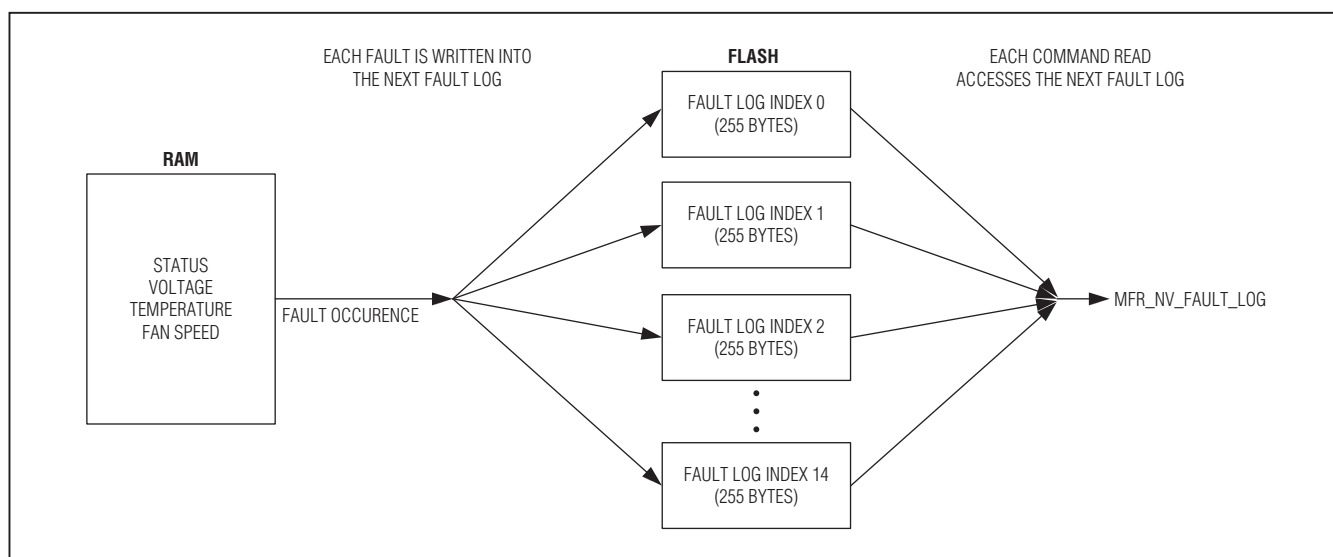 EACH FAULT IS WRITTEN INTO
THE NEXT FAULT LOG
FLASH
EACH COMMAND READ
ACCESSES THE NEXT FAULT LOG
RAM
STATUS
VOLTAGE
TEMPERATURE
FAN SPEED
FAULT OCCURENCE
FAULT LOG INDEX 0
(255 BYTES)
FAULT LOG INDEX 1
(255 BYTES)
FAULT LOG INDEX 2
(255 BYTES)
FAULT LOG INDEX 14
(255 BYTES)
MFR_NV_FAULT_LOG